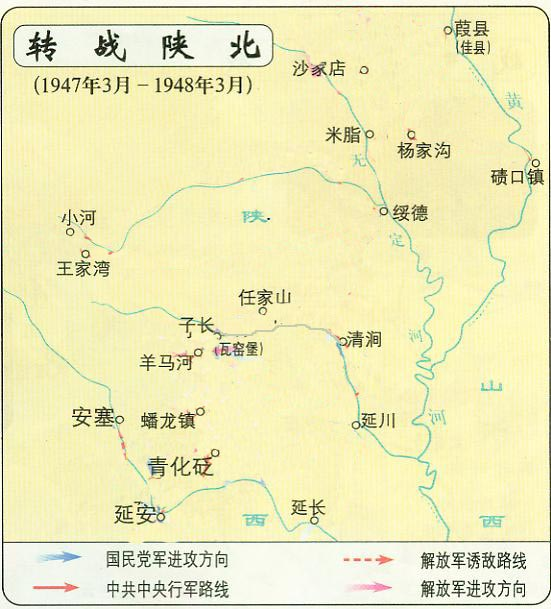 转战陕北
(1947年3月－1948年3月)
葭县
(佳县)
沙家店
黄
米脂
杨家沟
无
碛口镇
小河
陕
绥德
定
王家湾
任家山
子长
(瓦窑堡)
清涧
河
羊马河
山
安塞
蟠龙镇
延川
河
青化砭
延安
延长
西
西
国民党军进攻方向
解放军诱敌路线
中共中央行军路线
解放军进攻方向